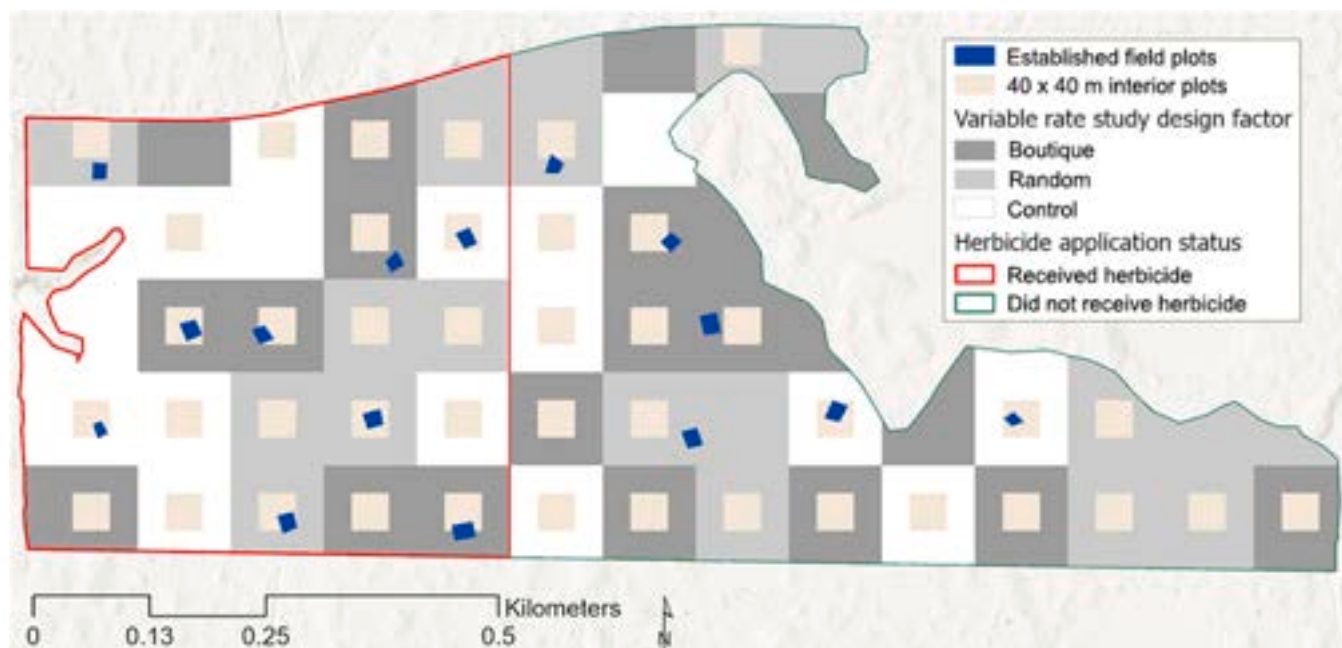 Established field plots
40 x 40 m interior plots
Variable rate study design factor
Boutique
Random
Control
Herbicide application status
Received herbicide
Did not receive herbicide
Kilometers
0 0.13 0.25 0.5
N